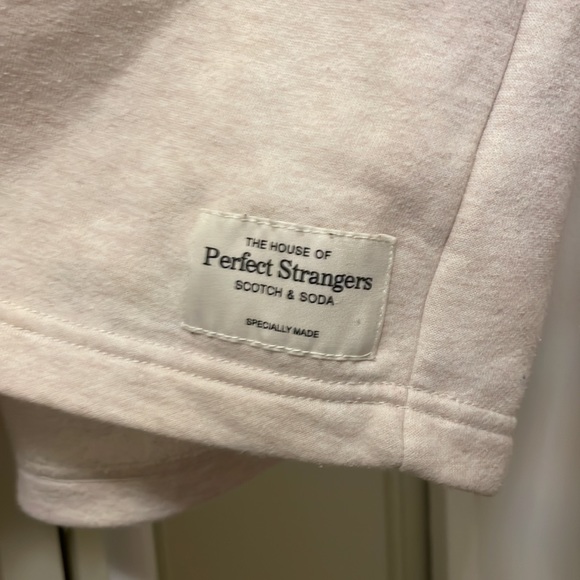 THE HOUSE OF
Perfect Strangers
SCOTCH & SODA
SPECIALLY MADE